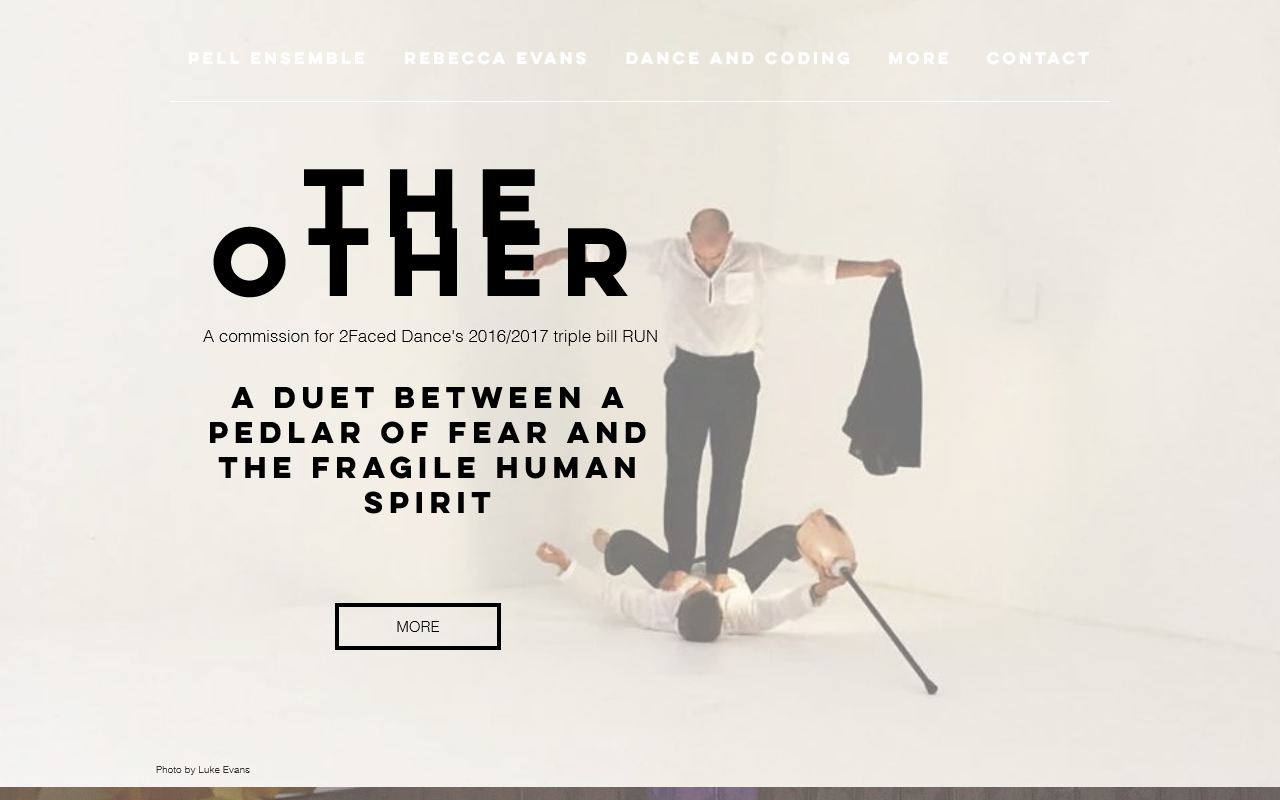 PELL ENSEMBLE REBECCA EVANS DANCE AND CODING MORE CONTACT
THE
OTHER
A commission for 2Faced Dance's 2016/2017 triple bill RUN
A DUET BETWEEN A
PEDLAR OF FEAR AND
THE FRAGILE HUMAN
SPIRIT
MORE
Photo by Luke Evans